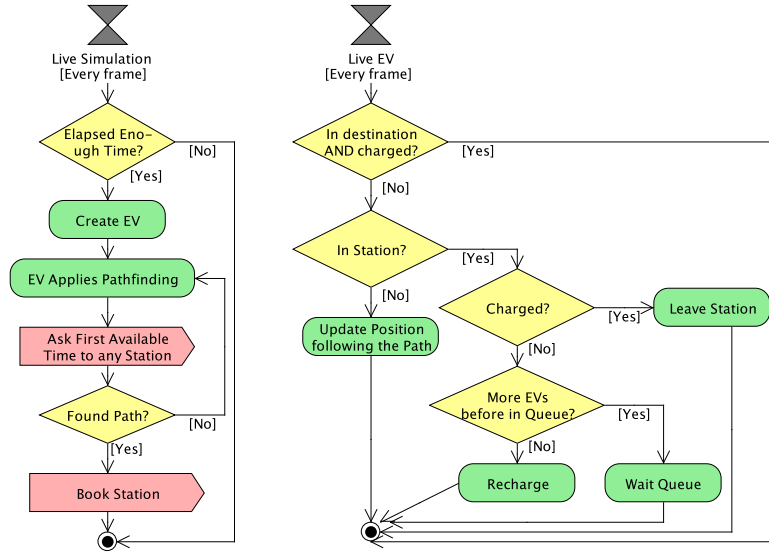 Live Simulation
[Every frame]
Elapsed Eno-
ugh Time?
[No]
[Yes]
Create EV
EV Applies Pathfinding
Ask First Available
Time to any Station
Found Path?
[No]
[Yes]
Book Station
Live EV
[Every frame]
In destination
AND charged?
[Yes]
[No]
In Station?
[Yes]
[No]
Update Position
following the Path
Charged?
[Yes]
Leave Station
[No]
More EVs
before in Queue?
[Yes]
[No]
Recharge
Wait Queue